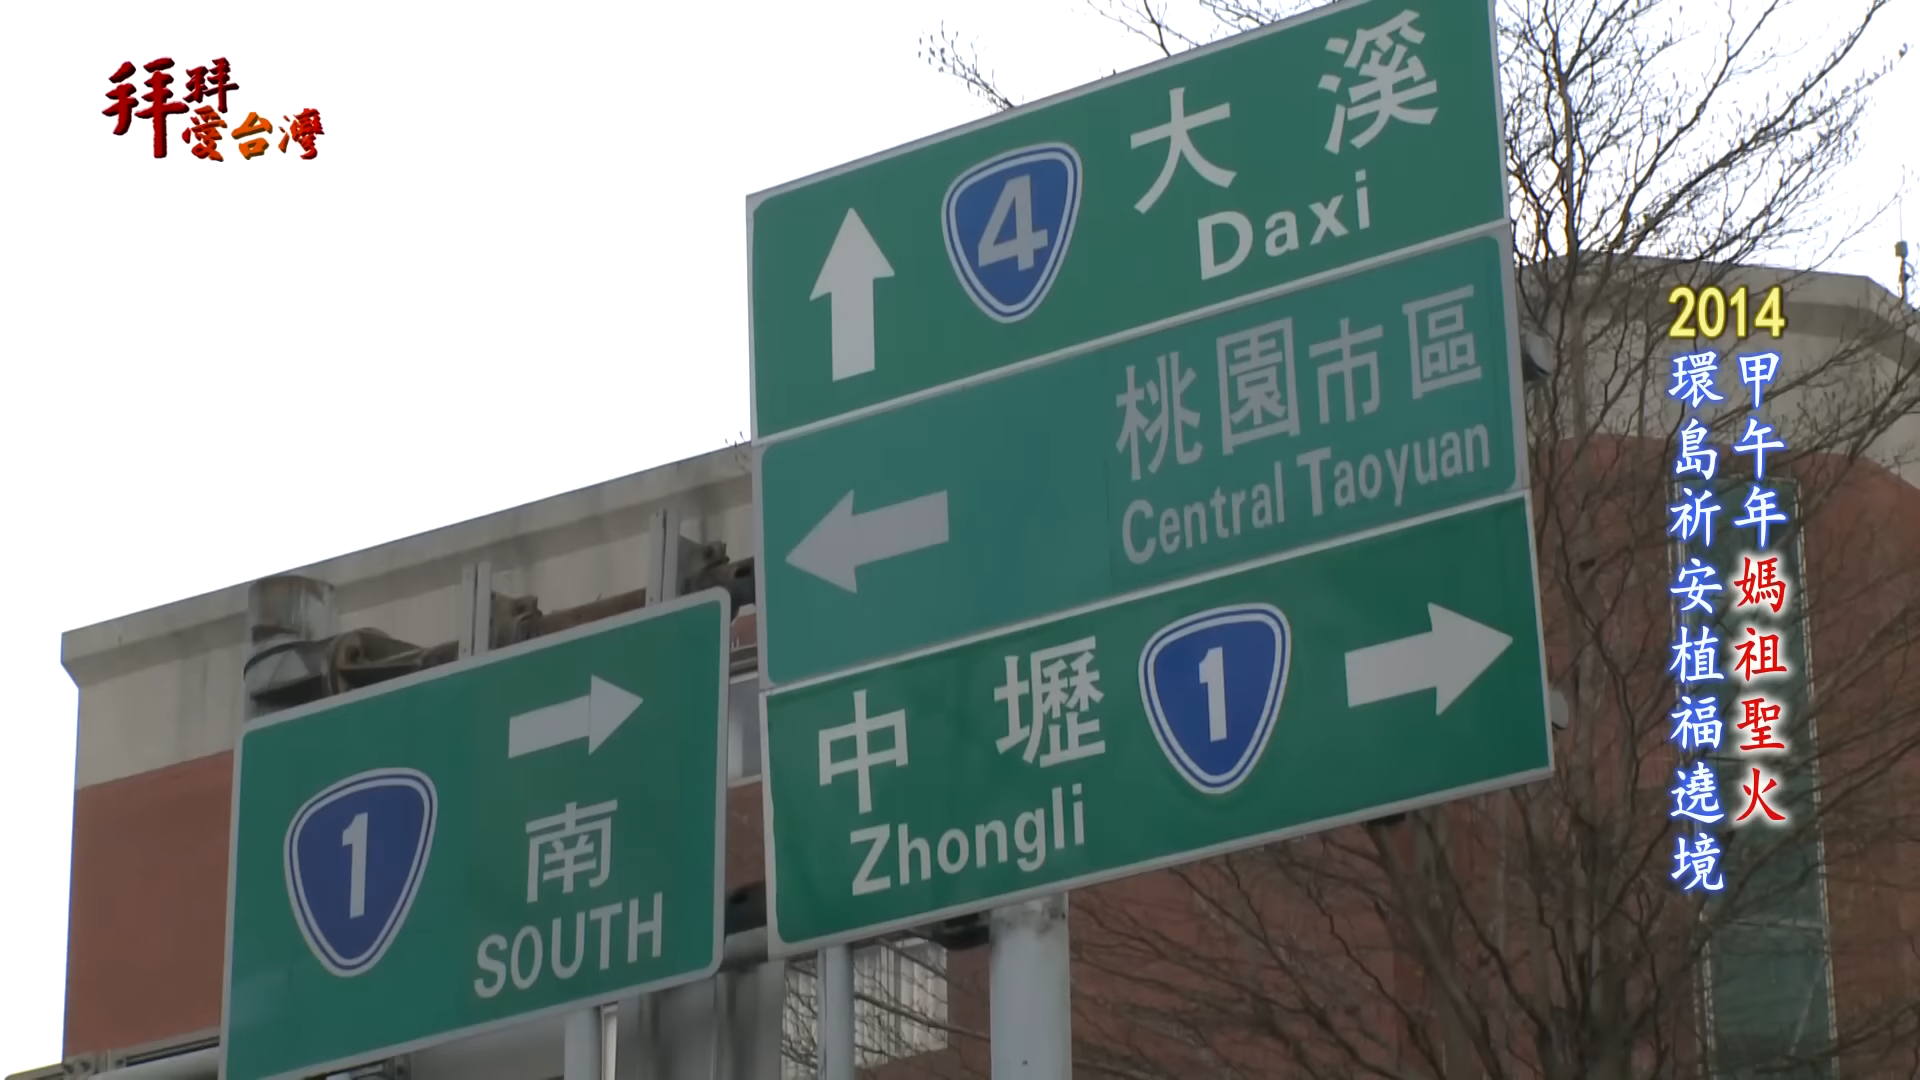 拜拜
愛台灣
4 大溪
Daxi
桃園市區
Central Taoyuan
中壢 1
Zhongli
1 南
SOUTH
2014
甲午年媽祖聖火
環島祈安植福遶境